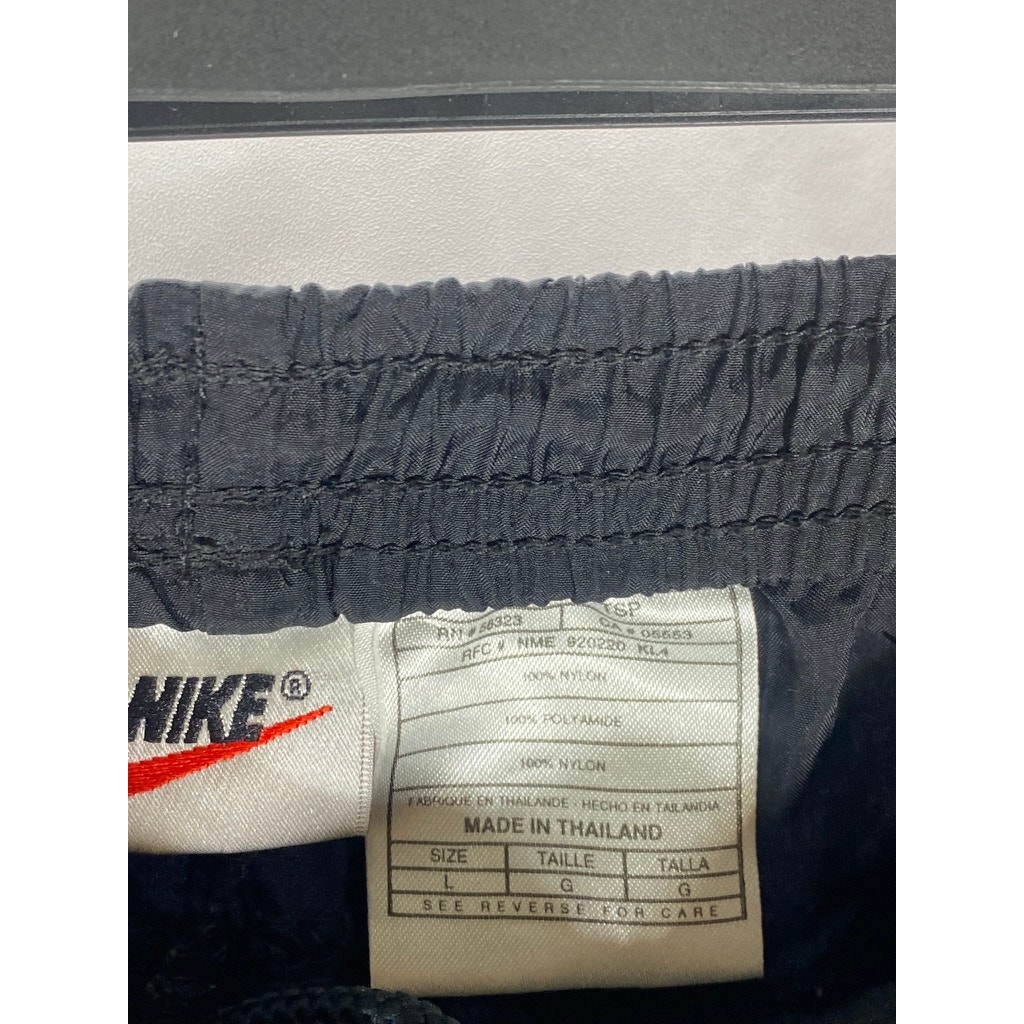 NIKE®
TSP
RN # 56323 CA # 05553
RFC # NME 920220 KL4
100% NYLON
100% POLYAMIDE
100% NYLON
FABRIQUE EN THAILANDE - HECHO EN TAILANDIA
MADE IN THAILAND
SIZE TAILLE TALLA
L G G
SEE REVERSE FOR CARE